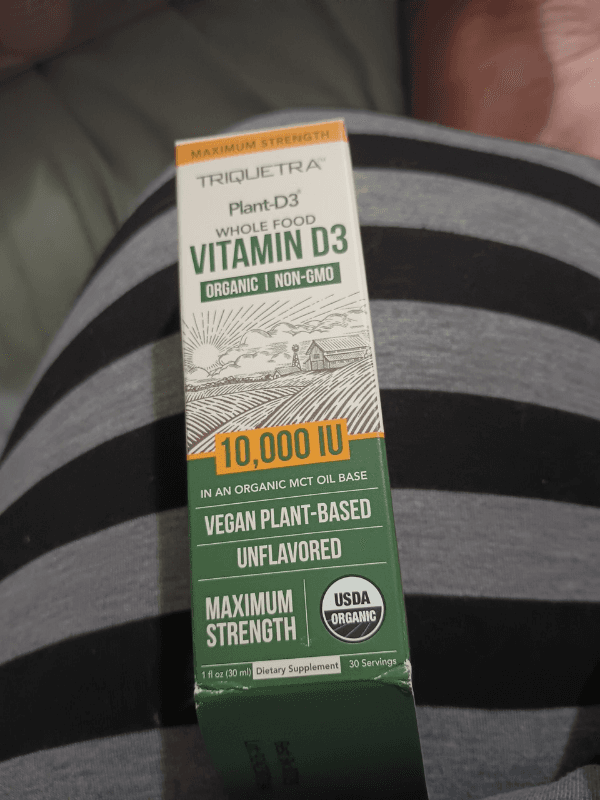 MAXIMUM STRENGTH
TRIQUETRA™
Plant-D3®
WHOLE FOOD
VITAMIN D3
ORGANIC | NON-GMO
10,000 IU
IN AN ORGANIC MCT OIL BASE
VEGAN PLANT-BASED
UNFLAVORED
MAXIMUM
STRENGTH
USDA
ORGANIC
1 fl oz (30 ml) Dietary Supplement 30 Servings